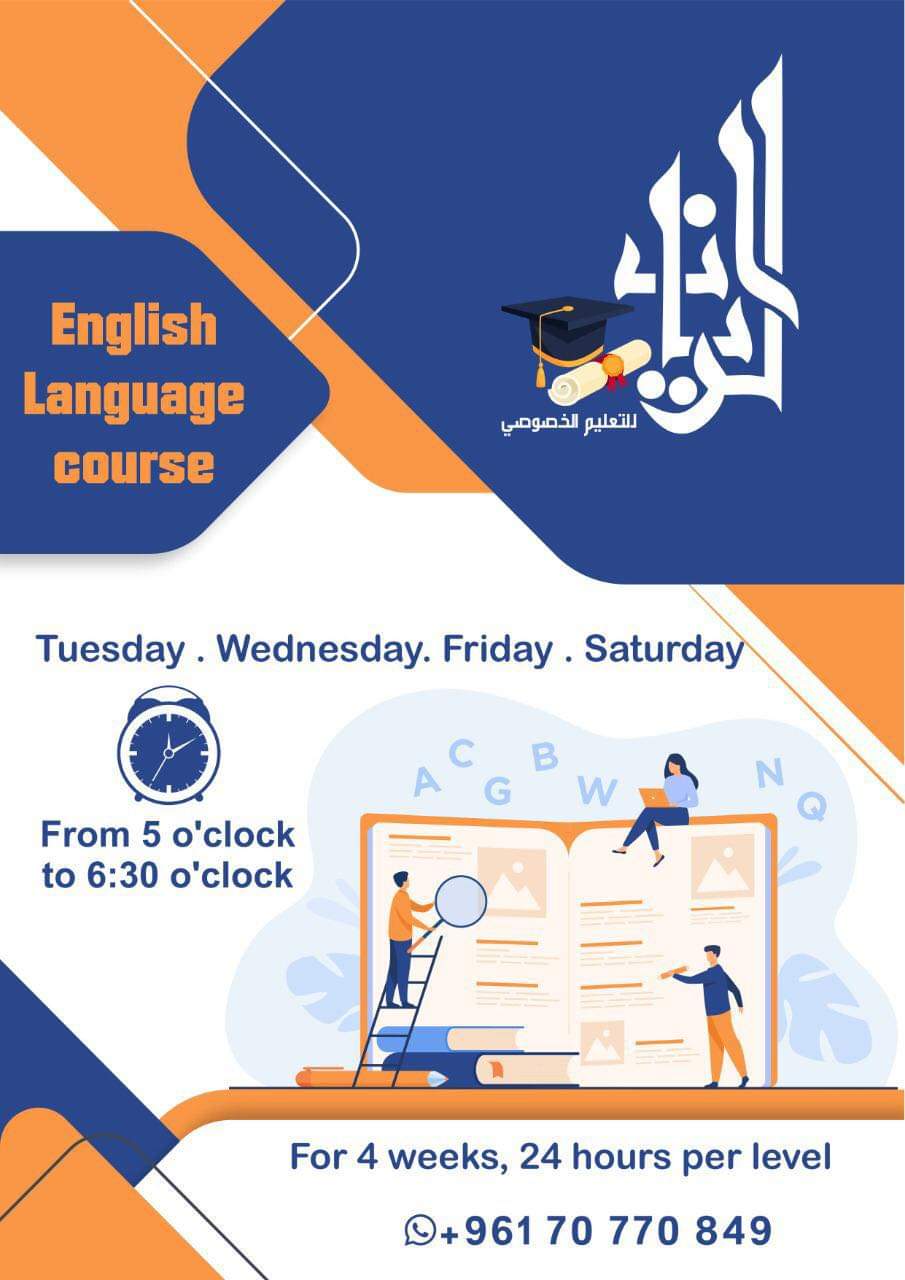 English
Language
course
للتعليم الخصوصي
Tuesday . Wednesday. Friday . Saturday
From 5 o'clock
to 6:30 o'clock
A C G B W N Q
For 4 weeks, 24 hours per level
+961 70 770 849